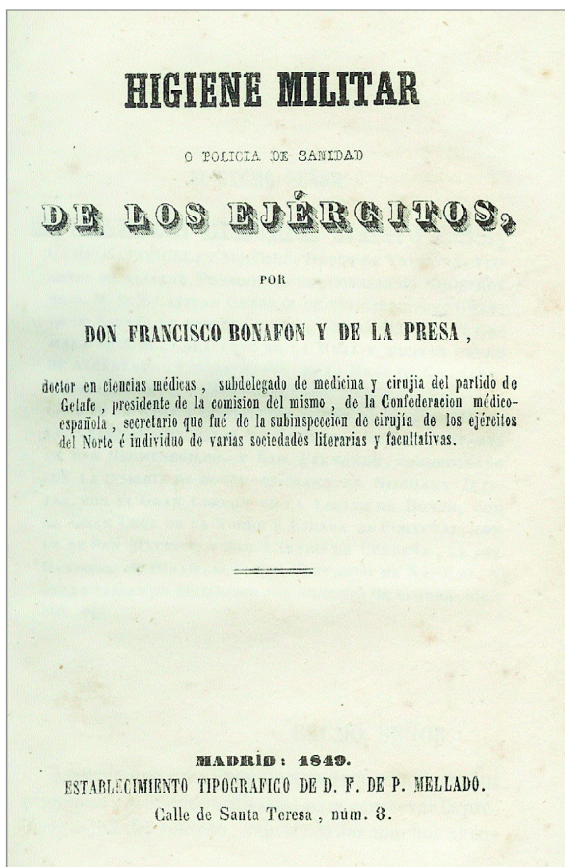 HIGIENE MILITAR
O POLICIA DE SANIDAD
DE LOS EJÉRCITOS,
POR
DON FRANCISCO BONAFON Y DE LA PRESA ,
doctor en ciencias médicas , subdelegado de medicina y cirujia del partido de
Getafe , presidente de la comision del mismo , de la Confederacion médico-
española , secretario que fué de la subinspeccion de cirujía de los ejércitos
del Norte é individuo de varias sociedades literarias y facultativas.
MADRID: 1849.
ESTABLECIMIENTO TIPOGRAFICO DE D. F. DE P. MELLADO.
Calle de Santa Teresa , núm. 8.